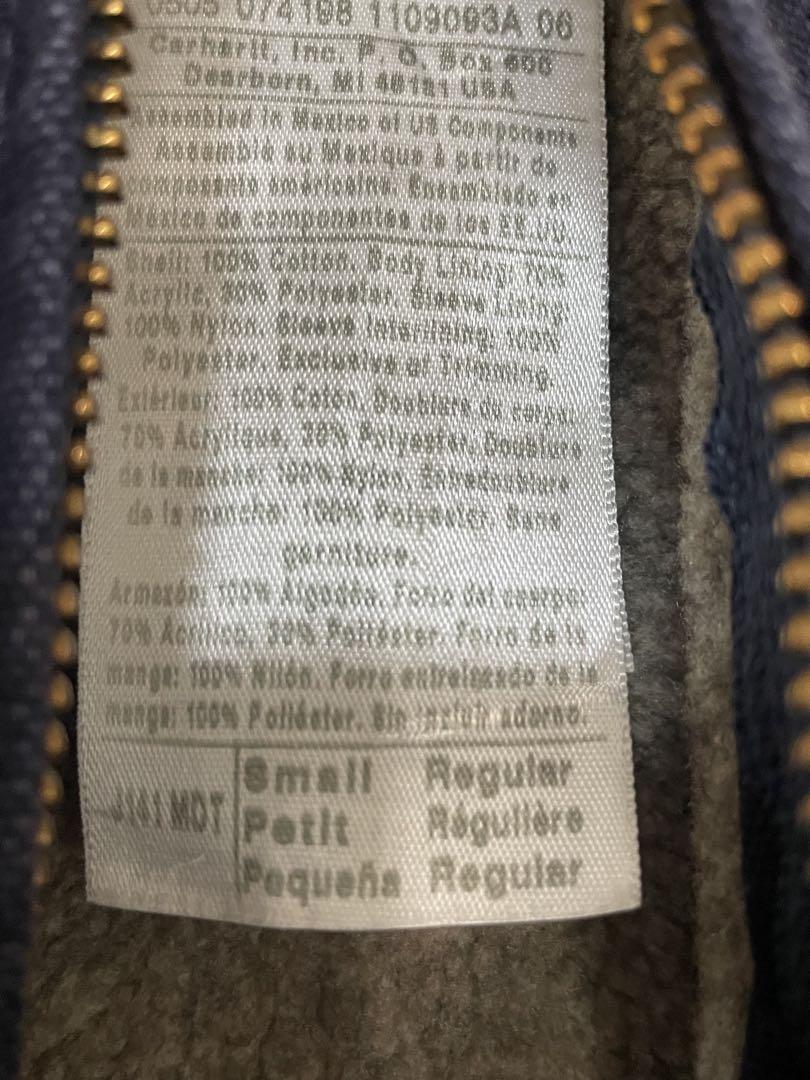 0305 074198 1109093A 06
Carhartt, Inc. P. O. Box 600
Dearborn, MI 48121 USA
Assembled in Mexico of US Components
Assemblé au Mexique à partir de
composants américains. Ensamblado en
México de componentes de los EE.UU.
Shell: 100% Cotton. Body Lining: 70%
Acrylic, 30% Polyester. Sleeve Lining:
100% Nylon. Sleeve Interlining: 100%
Polyester. Exclusive of Trimming.
Extérieur: 100% Coton. Doublure du corps:
70% Acrylique, 30% Polyester. Doublure
de la manche: 100% Nylon. Entredoublure
de la manche: 100% Polyester. Sans
garniture.
Armazón: 100% Algodón. Forro del cuerpo:
70% Acrílico, 30% Poliéster. Forro de la
manga: 100% Nilón. Forro entrelazado de la
manga: 100% Poliéster. Sin incluir adorno.
J141 MDT
Small Regular
Petit Régulière
Pequeña Regular